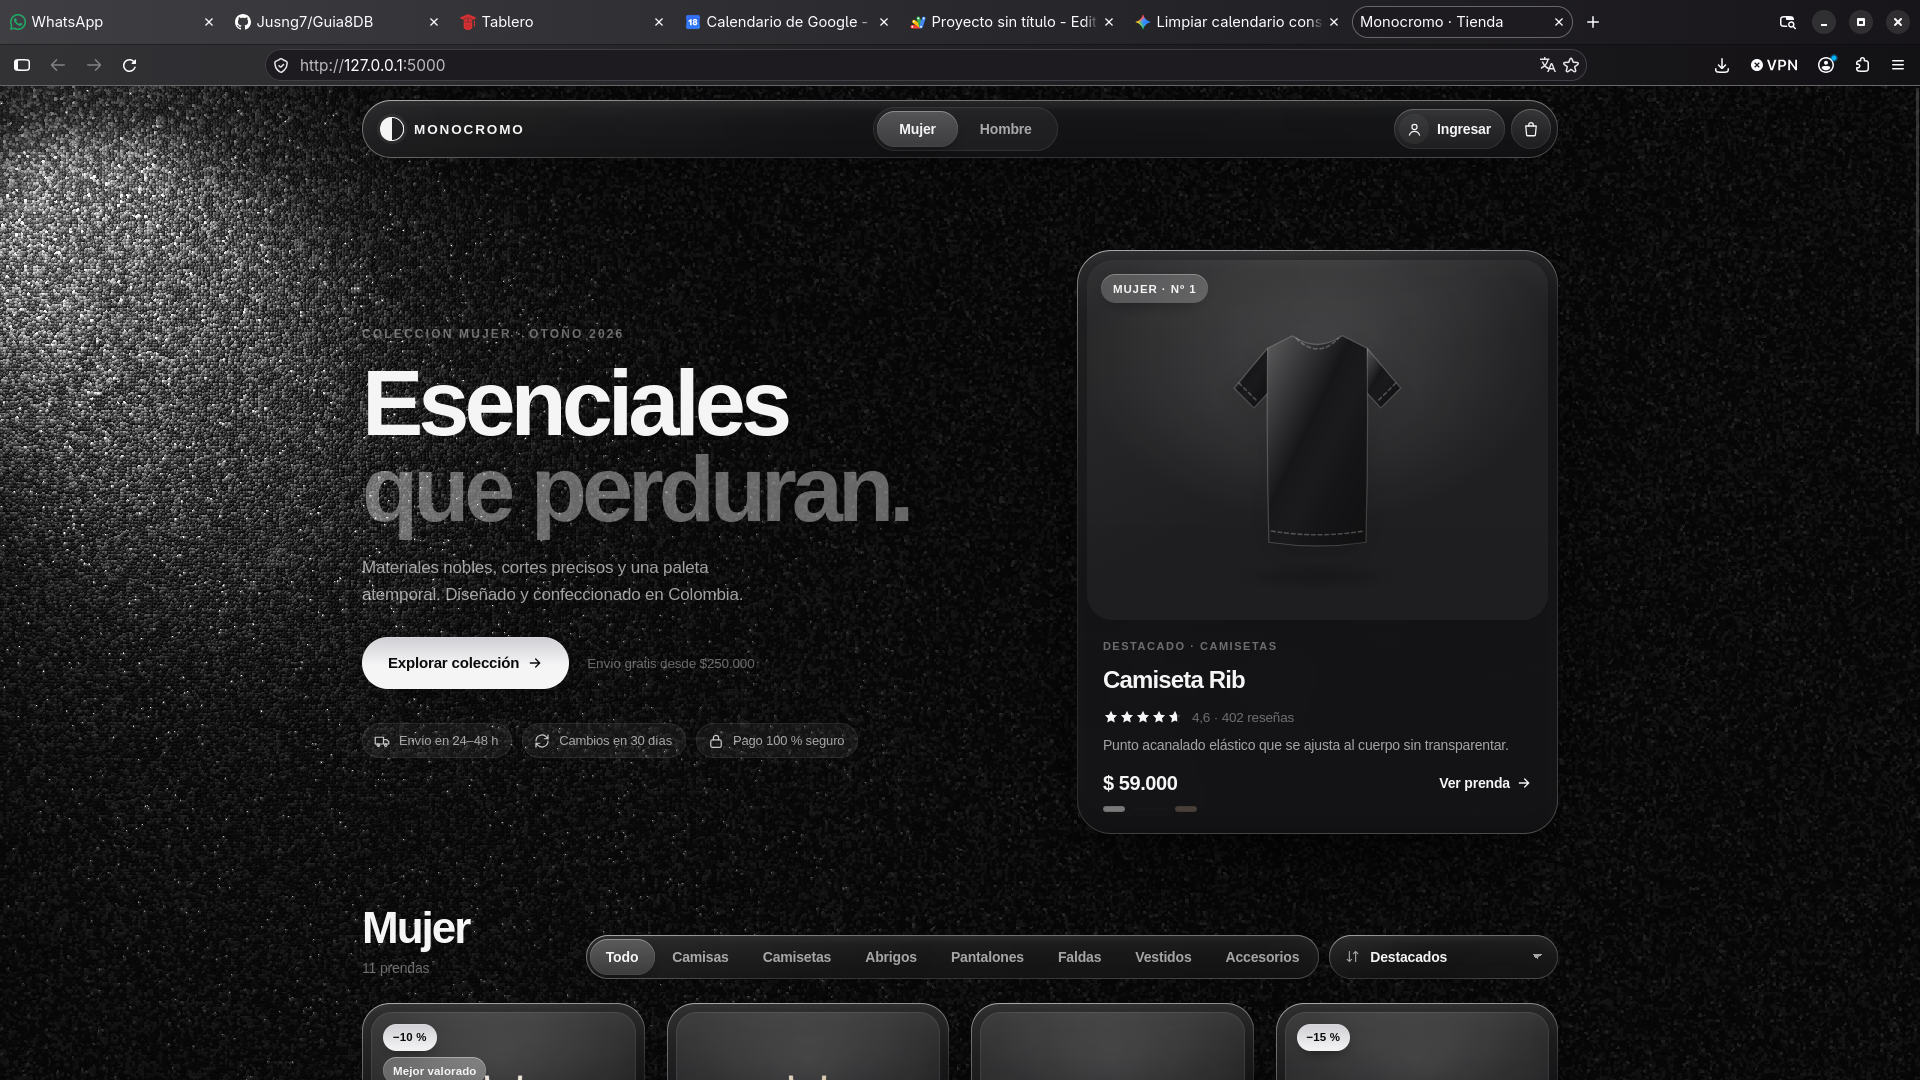 WhatsApp
Jusng7/Guia8DB
Tablero
Calendario de Google -
Proyecto sin título - Edit
Limpiar calendario cons
Monocromo · Tienda
http://127.0.0.1:5000
VPN
MONOCROMO
Mujer
Hombre
Ingresar
COLECCIÓN MUJER · OTOÑO 2026
Esenciales
que perduran.
Materiales nobles, cortes precisos y una paleta
atemporal. Diseñado y confeccionado en Colombia.
Explorar colección
Envío gratis desde $250.000
Envío en 24–48 h
Cambios en 30 días
Pago 100 % seguro
MUJER · Nº 1
DESTACADO · CAMISETAS
Camiseta Rib
4,6 · 402 reseñas
Punto acanalado elástico que se ajusta al cuerpo sin transparentar.
$ 59.000
Ver prenda
Mujer
11 prendas
Todo
Camisas
Camisetas
Abrigos
Pantalones
Faldas
Vestidos
Accesorios
Destacados
−10 %
Mejor valorado
−15 %